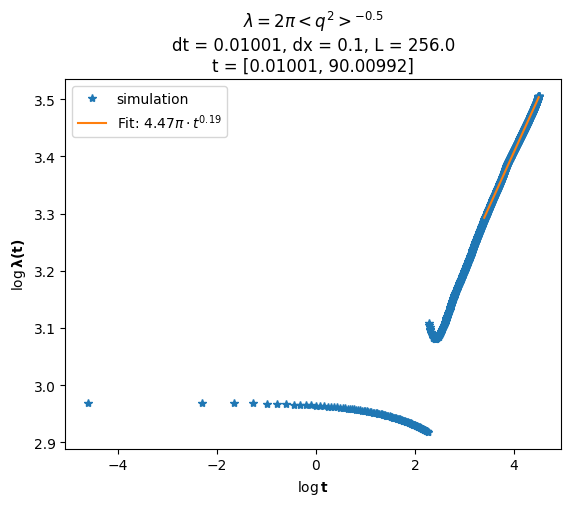 λ = 2π < q² >⁻⁰·⁵
dt = 0.01001, dx = 0.1, L = 256.0
t = [0.01001, 90.00992]
simulation
Fit: 4.47π · t⁰·¹⁹
log λ(t)
3.5
3.4
3.3
3.2
3.1
3.0
2.9
−4
−2
0
2
4
log t